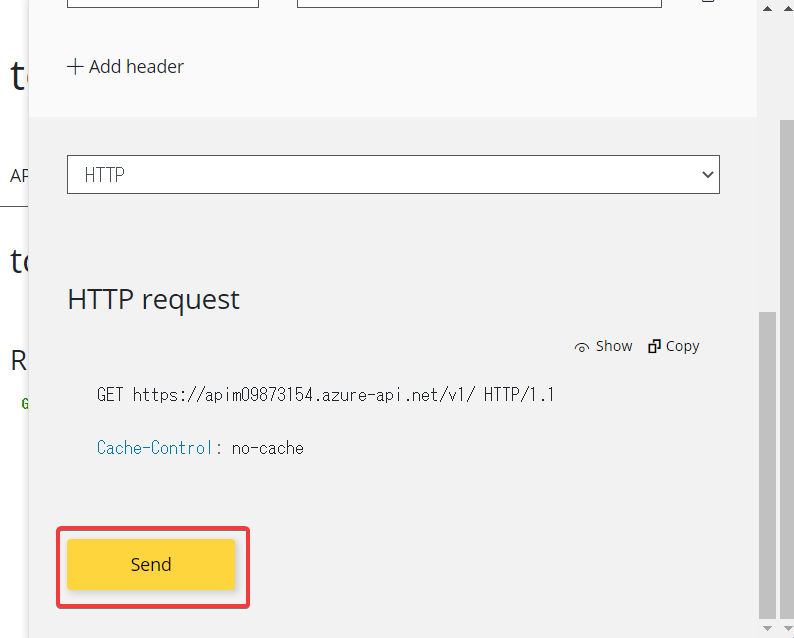 Add header
HTTP
HTTP request
Show
Copy
GET https://apim09873154.azure-api.net/v1/ HTTP/1.1
Cache-Control: no-cache
Send